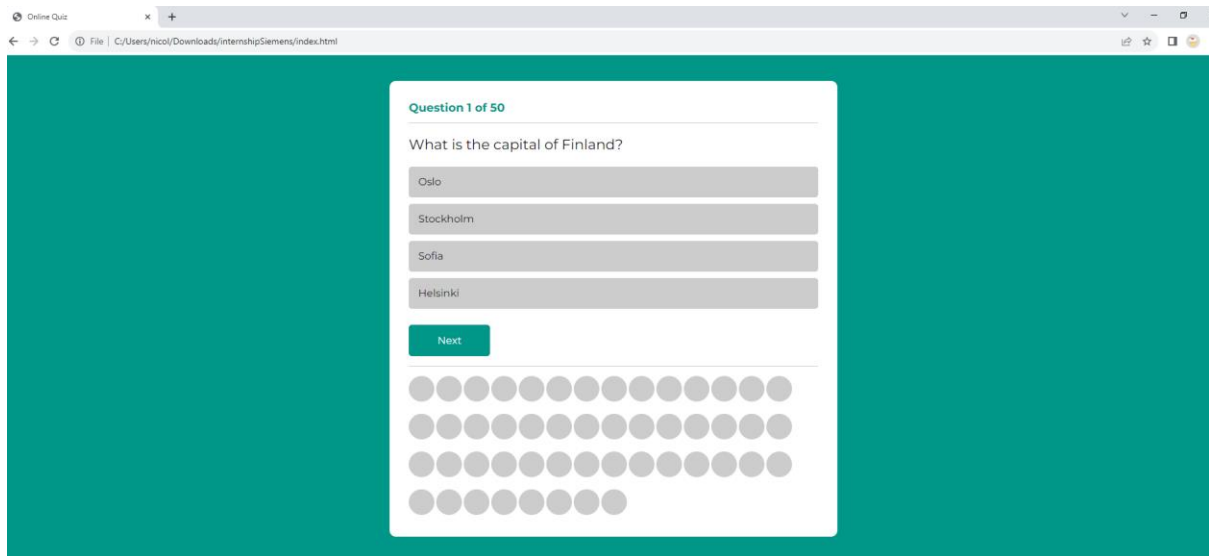 Online Quiz
File | C:/Users/nicol/Downloads/internshipSiemens/index.html
Question 1 of 50
What is the capital of Finland?
Oslo
Stockholm
Sofia
Helsinki
Next